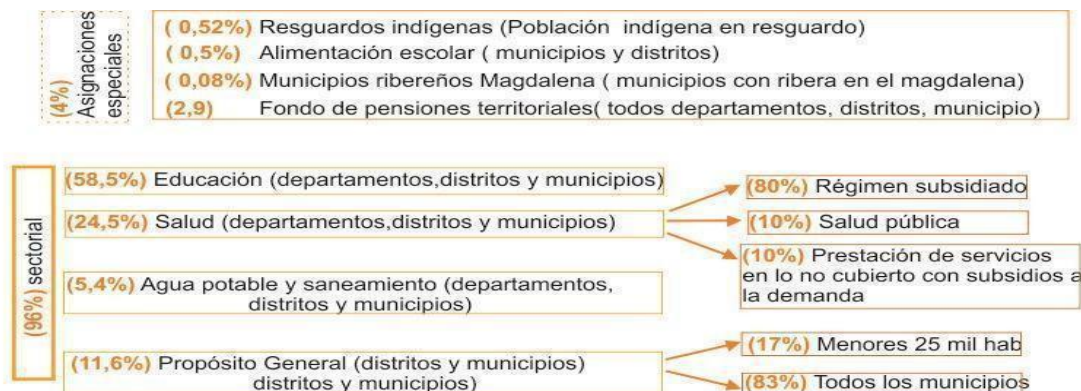 (4%)
Asignaciones
especiales
( 0,52%) Resguardos indígenas (Población indígena en resguardo)
( 0,5%) Alimentación escolar ( municipios y distritos)
( 0,08%) Municipios ribereños Magdalena ( municipios con ribera en el magdalena)
(2,9) Fondo de pensiones territoriales( todos departamentos, distritos, municipio)
(96%) sectorial
(58,5%) Educación (departamentos,distritos y municipios)
(24,5%) Salud (departamentos,distritos y municipios)
(80%) Régimen subsidiado
(10%) Salud pública
(10%) Prestación de servicios
en lo no cubierto con subsidios a
la demanda
(5,4%) Agua potable y saneamiento (departamentos,
distritos y municipios)
(11,6%) Propósito General (distritos y municipios)
distritos y municipios)
(17%) Menores 25 mil hab
(83%) Todos los municipios